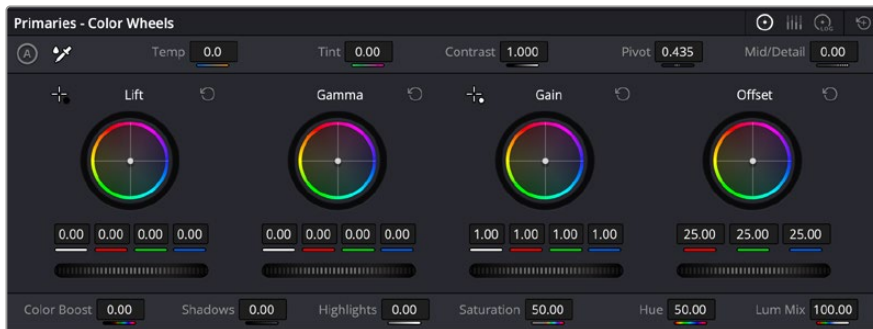 Primaries - Color Wheels
LOG
A Temp 0.0 Tint 0.00 Contrast 1.000 Pivot 0.435 Mid/Detail 0.00
Lift Gamma Gain Offset
0.00 0.00 0.00 0.00 0.00 0.00 0.00 0.00 1.00 1.00 1.00 1.00 25.00 25.00 25.00
Color Boost 0.00 Shadows 0.00 Highlights 0.00 Saturation 50.00 Hue 50.00 Lum Mix 100.00